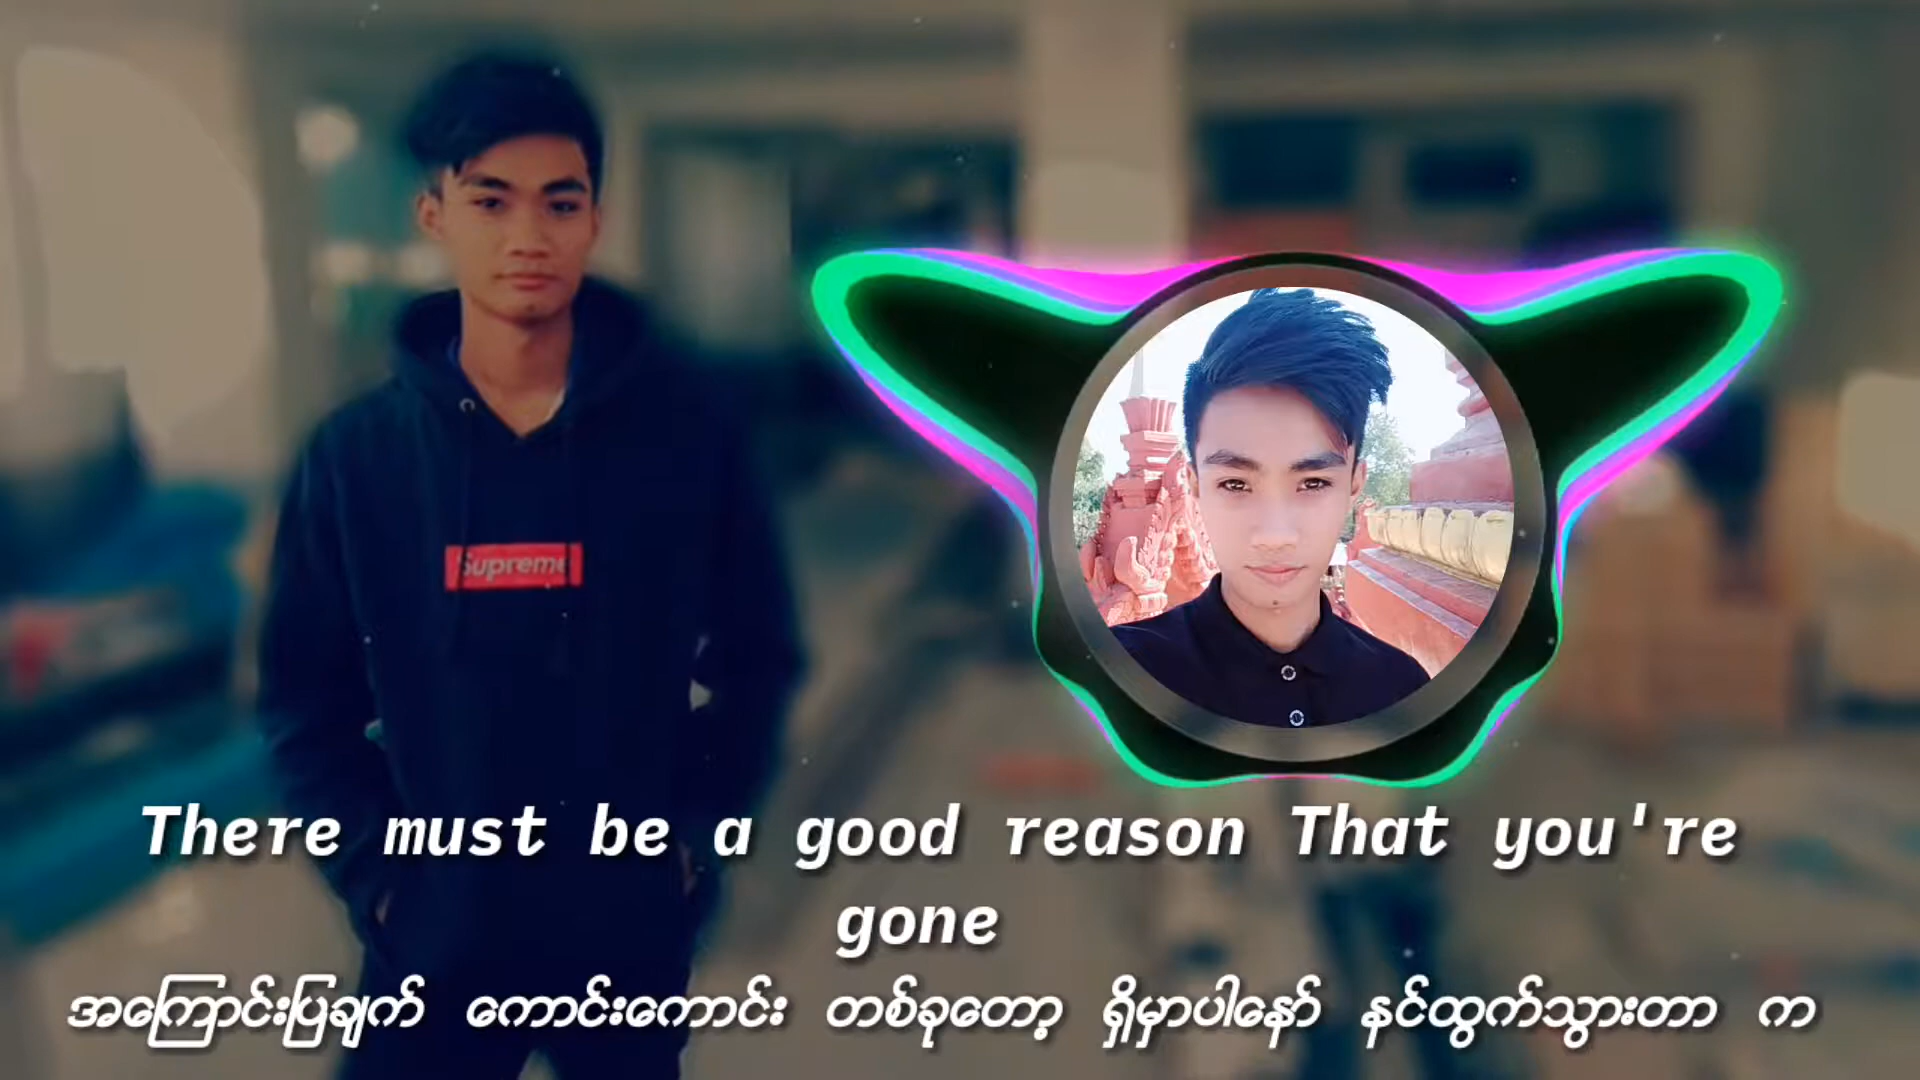 Supreme
There must be a good reason That you're
gone
အကြောင်းပြချက် ကောင်းကောင်း တစ်ခုတော့ ရှိမှာပါနော် နင်ထွက်သွားတာ က